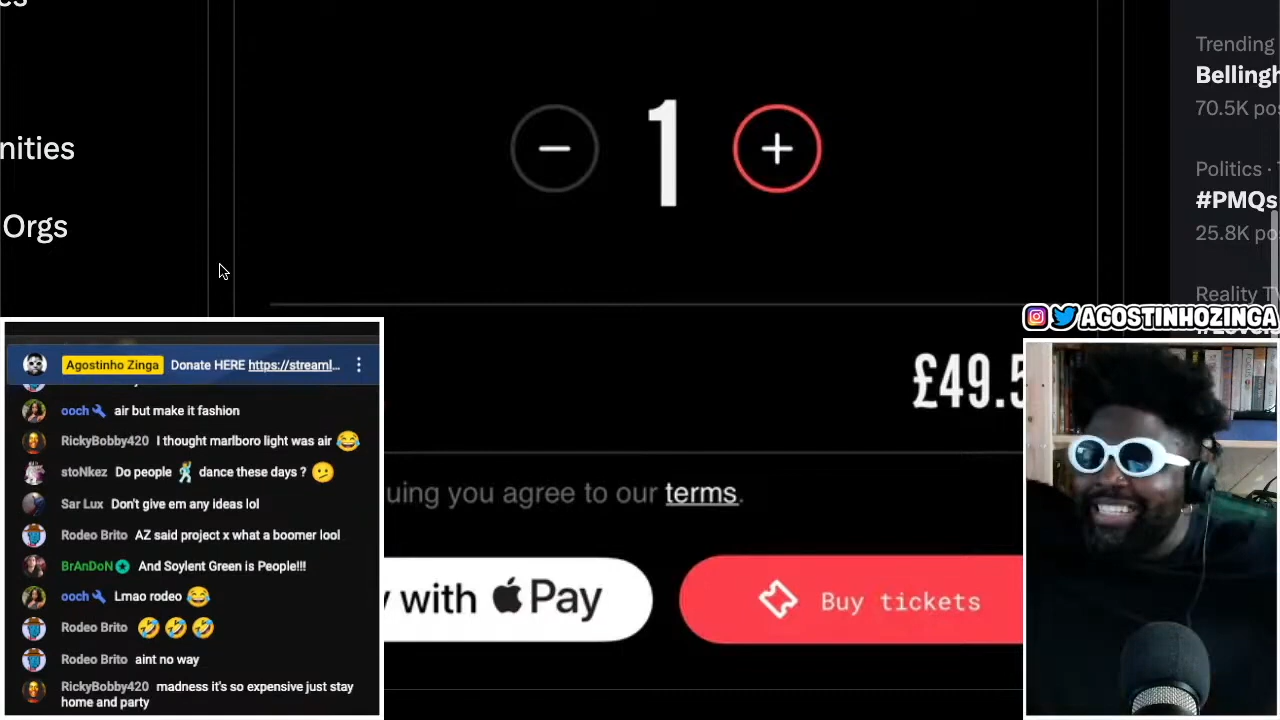 nities
Orgs
1
£49.5
uing you agree to our terms.
with Pay
Buy tickets
Trending
70.5K
Politics ·
#PMQs
25.8K
Reality
AGOSTINHOZINGA
Agostinho Zinga Donate HERE https://streaml...
ooch air but make it fashion
RickyBobby420 I thought marlboro light was air 😂
stoNkez Do people 🕺 dance these days ? 🫤
Sar Lux Don't give em any ideas lol
Rodeo Brito AZ said project x what a boomer lool
BrAnDoN And Soylent Green is People!!!
ooch Lmao rodeo 😂
Rodeo Brito 🤣 🤣 🤣
Rodeo Brito aint no way
RickyBobby420 madness it's so expensive just stay
home and party